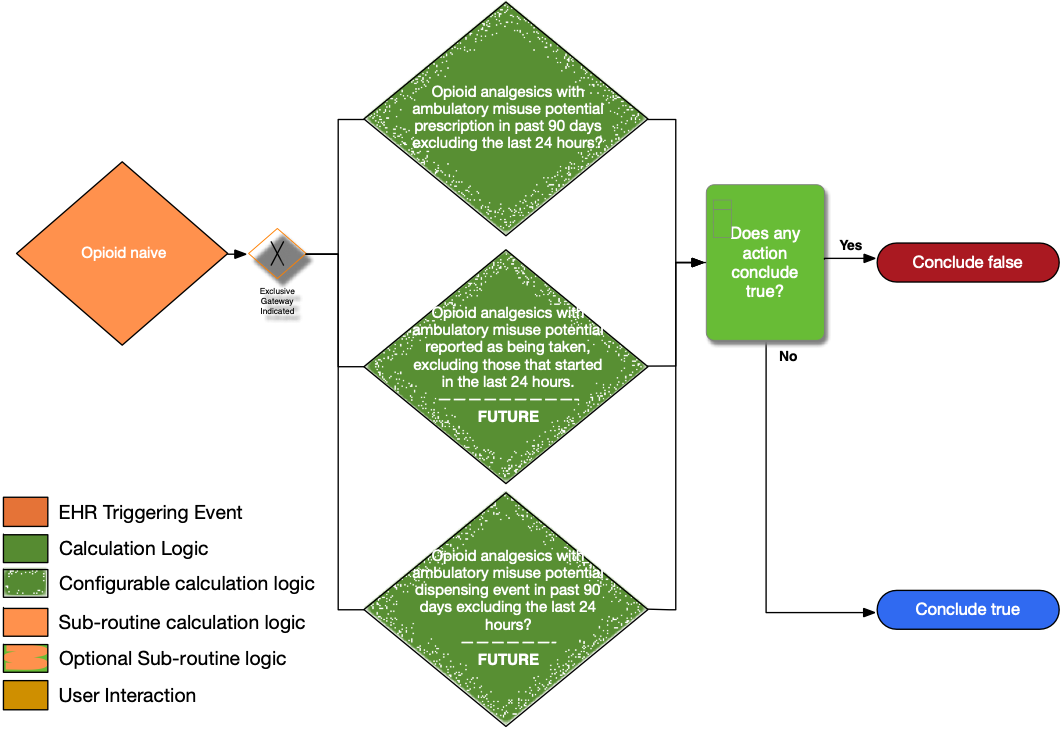 Opioid analgesics with
ambulatory misuse potential
prescription in past 90 days
excluding the last 24 hours?
Opioid naive
Exclusive
Gateway
Indicated
X
Does any
action
conclude
true?
Yes
Conclude false
No
Opioid analgesics with
ambulatory misuse potential
reported as being taken,
excluding those that started
in the last 24 hours.
FUTURE
Opioid analgesics with
ambulatory misuse potential
dispensing event in past 90
days excluding the last 24
hours?
FUTURE
Conclude true
EHR Triggering Event
Calculation Logic
Configurable calculation logic
Sub-routine calculation logic
Optional Sub-routine logic
User Interaction